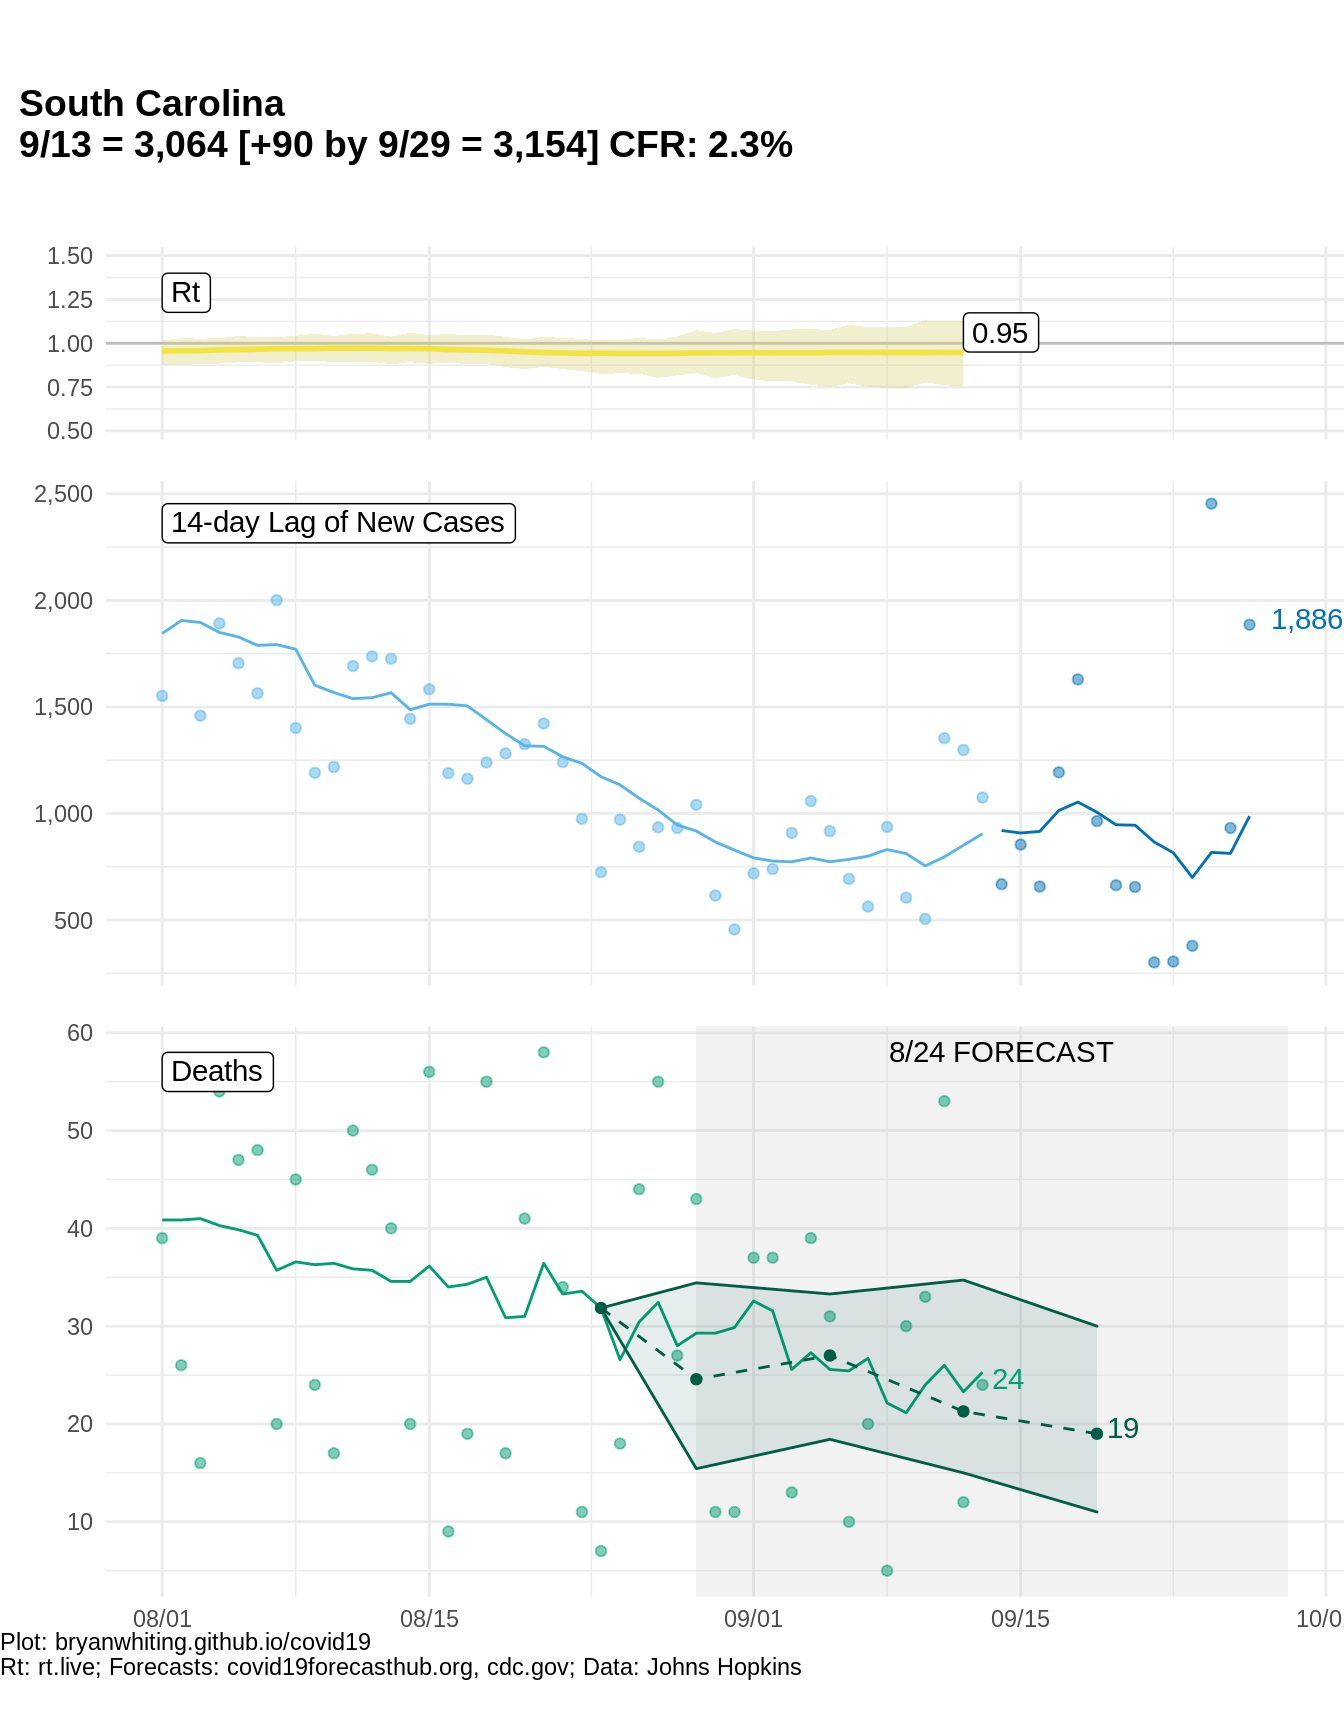 South Carolina
9/13 = 3,064 [+90 by 9/29 = 3,154] CFR: 2.3%
1.50
1.25
1.00
0.75
0.50
Rt
0.95
2,500
2,000
1,500
1,000
500
14-day Lag of New Cases
1,886
60
50
40
30
20
10
Deaths
8/24 FORECAST
24
19
08/01 08/15 09/01 09/15 10/0
Plot: bryanwhiting.github.io/covid19
Rt: rt.live; Forecasts: covid19forecasthub.org, cdc.gov; Data: Johns Hopkins